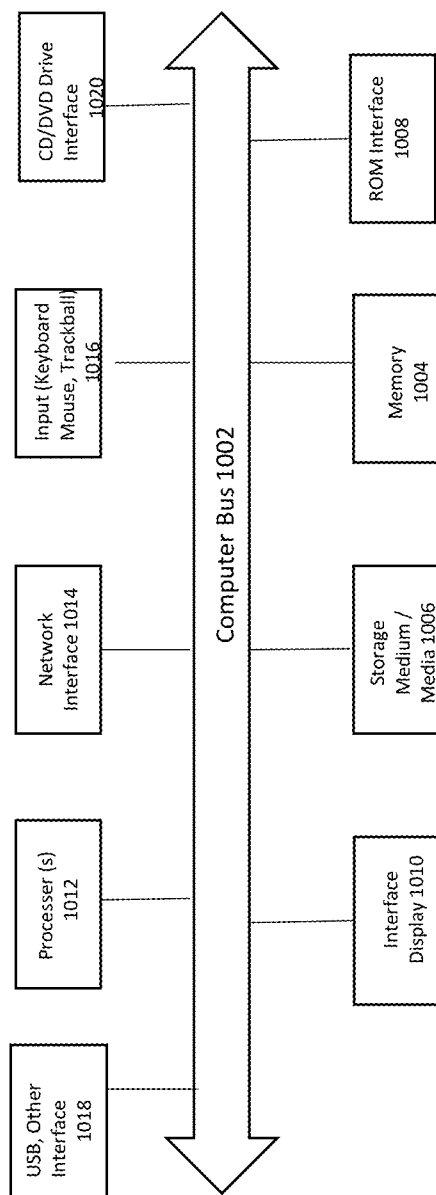 USB, Other
Interface
1018
Processer (s)
1012
Network
Interface 1014
Input (Keyboard
Mouse, Trackball)
1016
CD/DVD Drive
Interface
1020
Computer Bus 1002
Interface
Display 1010
Storage
Medium /
Media 1006
Memory
1004
ROM Interface
1008